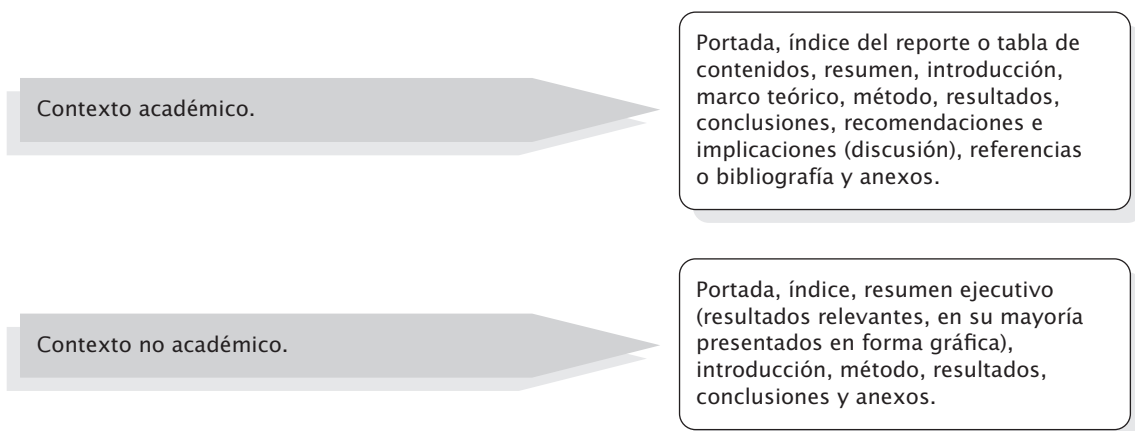 Contexto académico.
Portada, índice del reporte o tabla de
contenidos, resumen, introducción,
marco teórico, método, resultados,
conclusiones, recomendaciones e
implicaciones (discusión), referencias
o bibliografía y anexos.
Contexto no académico.
Portada, índice, resumen ejecutivo
(resultados relevantes, en su mayoría
presentados en forma gráfica),
introducción, método, resultados,
conclusiones y anexos.